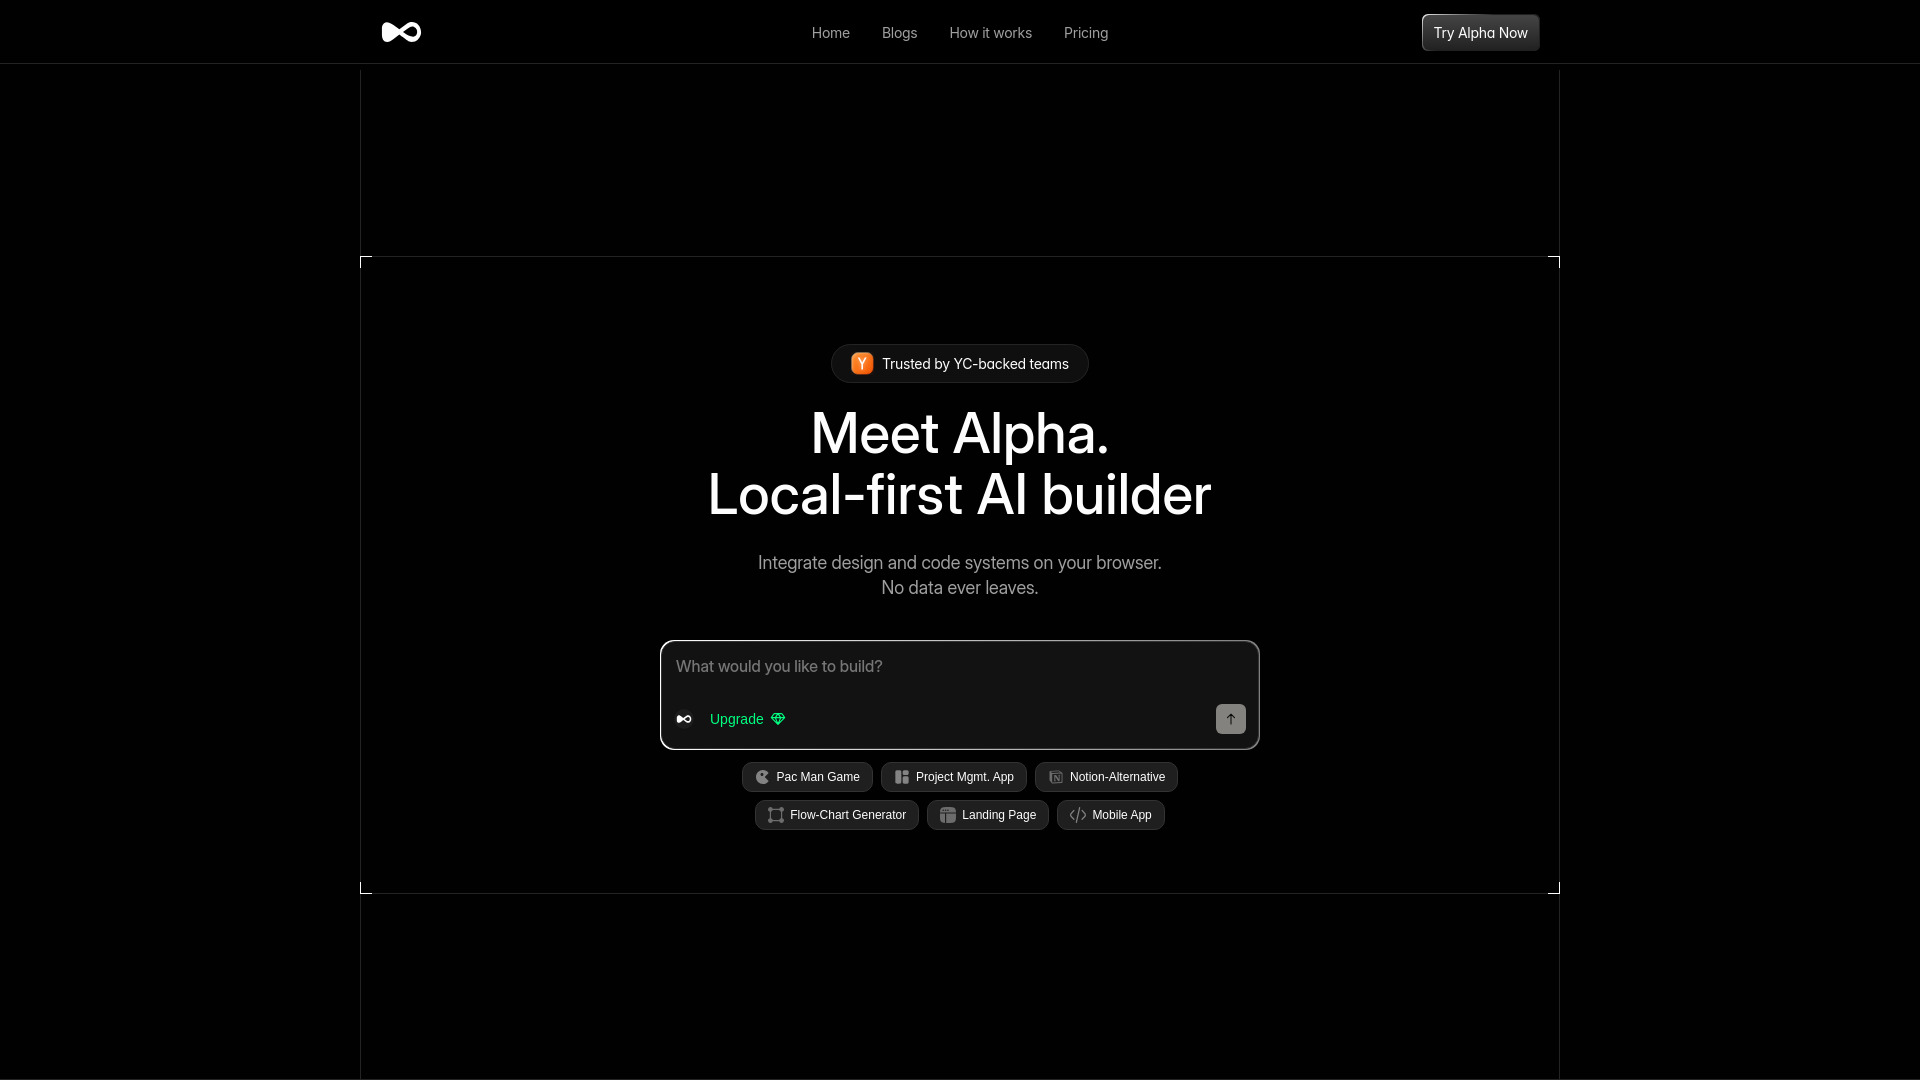 Home
Blogs
How it works
Pricing
Try Alpha Now
Y Trusted by YC-backed teams
Meet Alpha.
Local-first AI builder
Integrate design and code systems on your browser.
No data ever leaves.
What would you like to build?
Upgrade
Pac Man Game
Project Mgmt. App
Notion-Alternative
Flow-Chart Generator
Landing Page
Mobile App